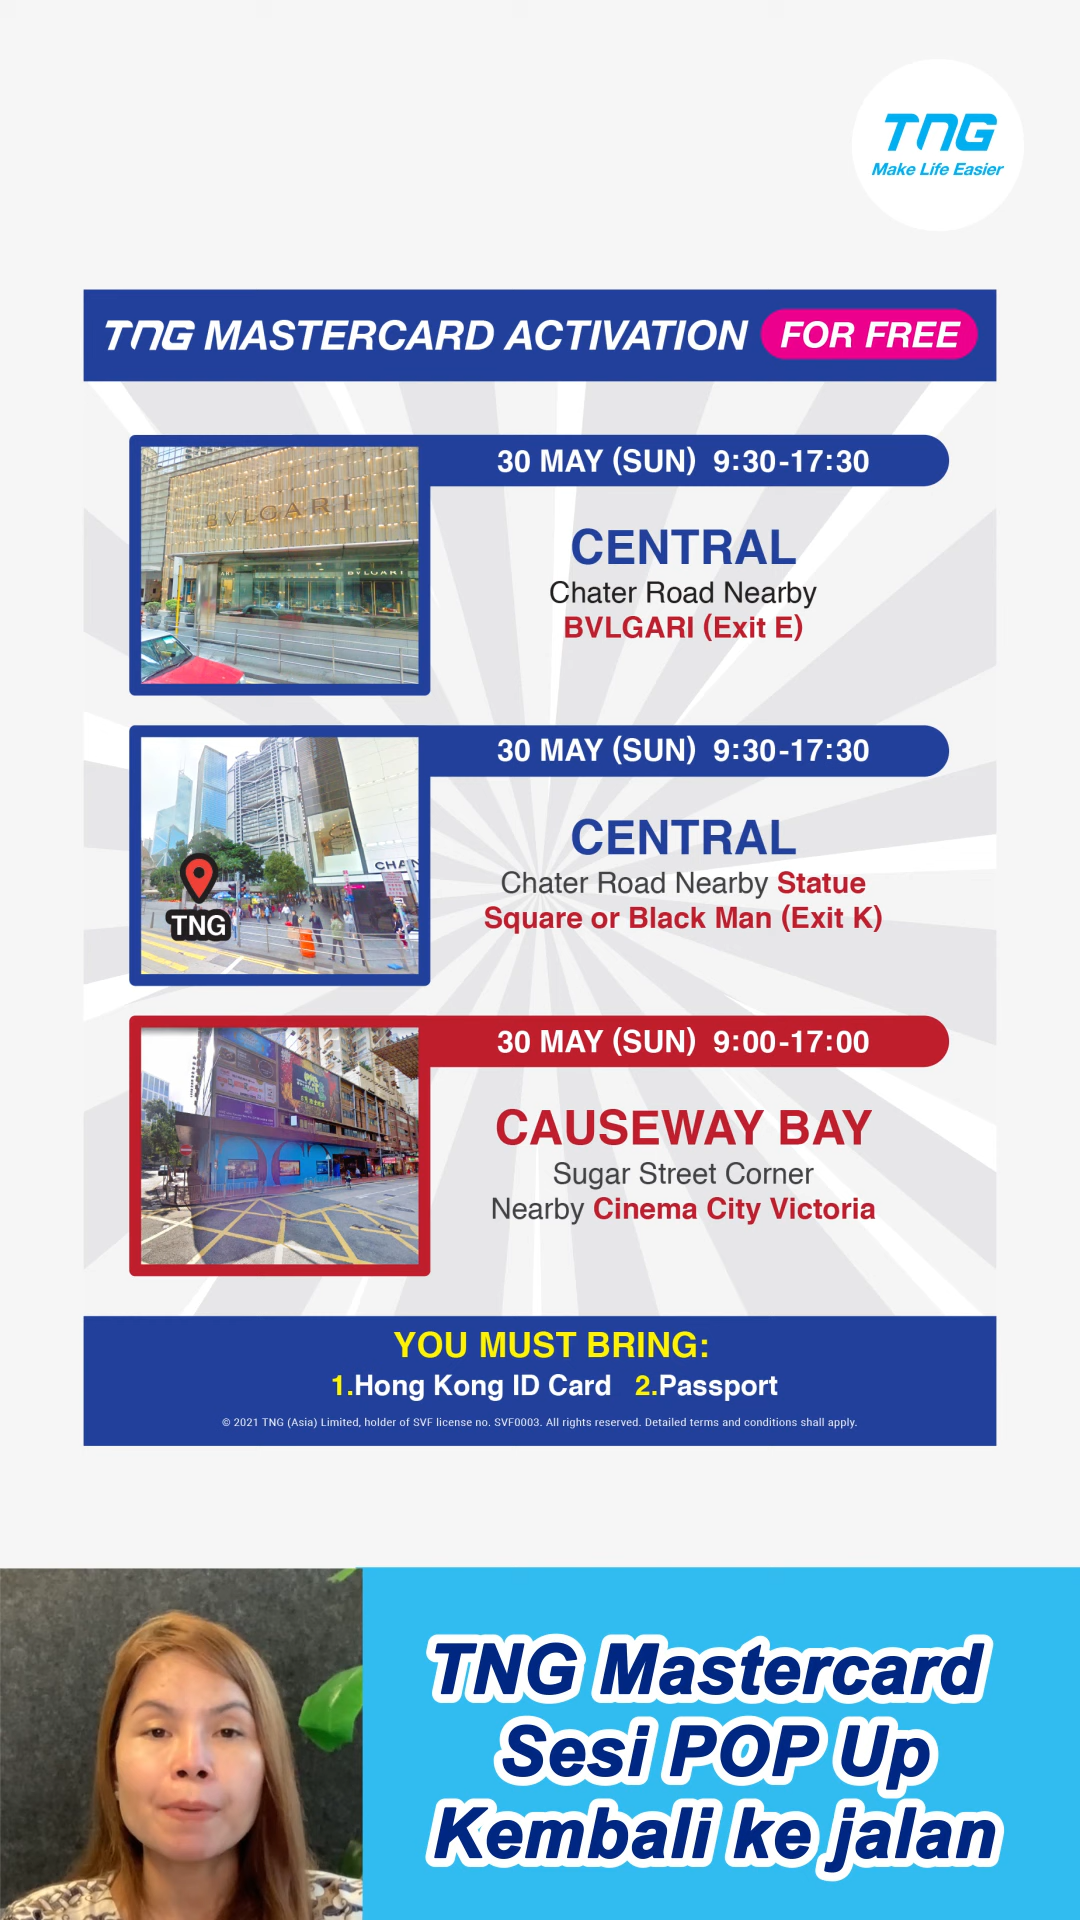 TNG
Make Life Easier
TNG MASTERCARD ACTIVATION FOR FREE
BVLGARI
BVLGARI
30 MAY (SUN) 9:30-17:30
CENTRAL
Chater Road Nearby
BVLGARI (Exit E)
30 MAY (SUN) 9:30-17:30
CHAN
TNG
CENTRAL
Chater Road Nearby Statue
Square or Black Man (Exit K)
30 MAY (SUN) 9:00-17:00
CAUSEWAY BAY
Sugar Street Corner
Nearby Cinema City Victoria
YOU MUST BRING:
1.Hong Kong ID Card 2.Passport
© 2021 TNG (Asia) Limited, holder of SVF license no. SVF0003. All rights reserved. Detailed terms and conditions shall apply.
TNG Mastercard
Sesi POP Up
Kembali ke jalan